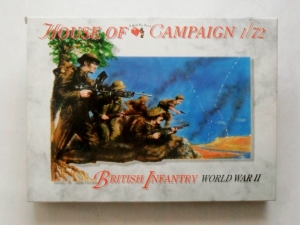 HOUSE OF CAMPAIGN 1/72
BRITISH INFANTRY WORLD WAR II